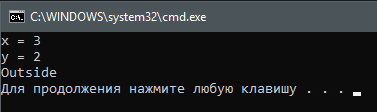 C:\WINDOWS\system32\cmd.exe
x = 3
y = 2
Outside
Для продолжения нажмите любую клавишу . . .